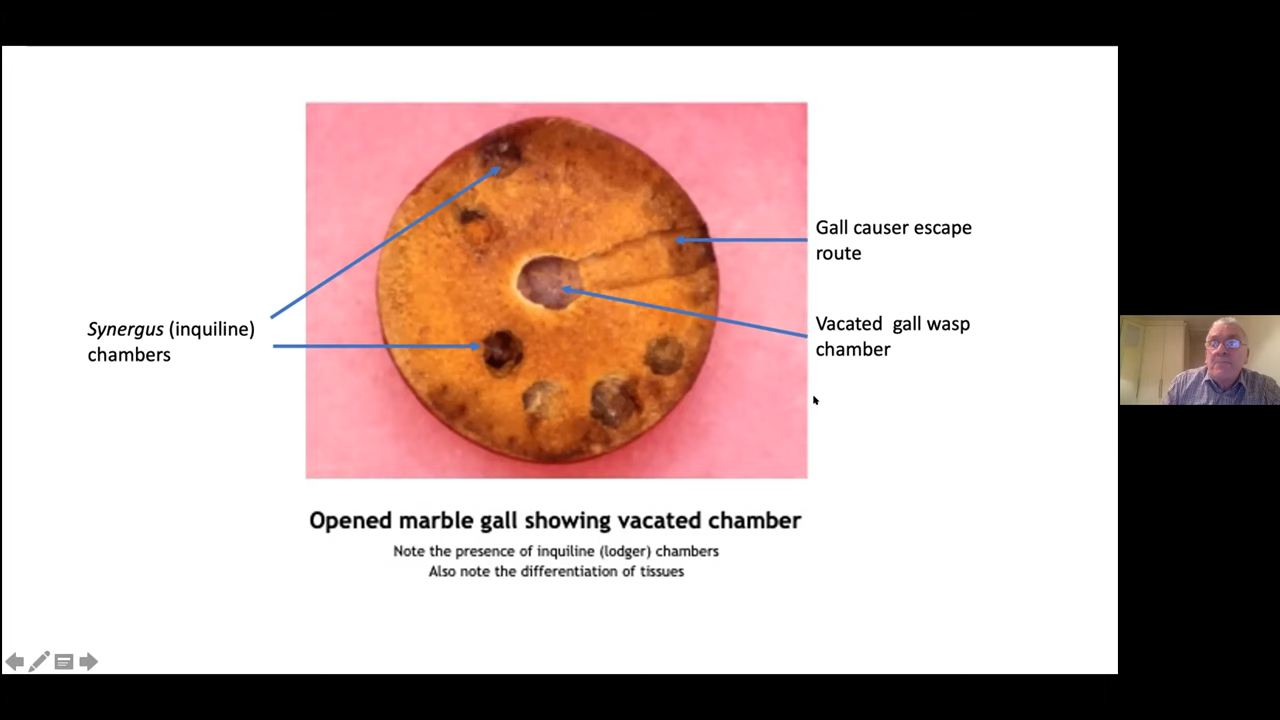 Gall causer escape
route
Synergus (inquiline)
chambers
Vacated gall wasp
chamber
Opened marble gall showing vacated chamber
Note the presence of inquiline (lodger) chambers
Also note the differentiation of tissues